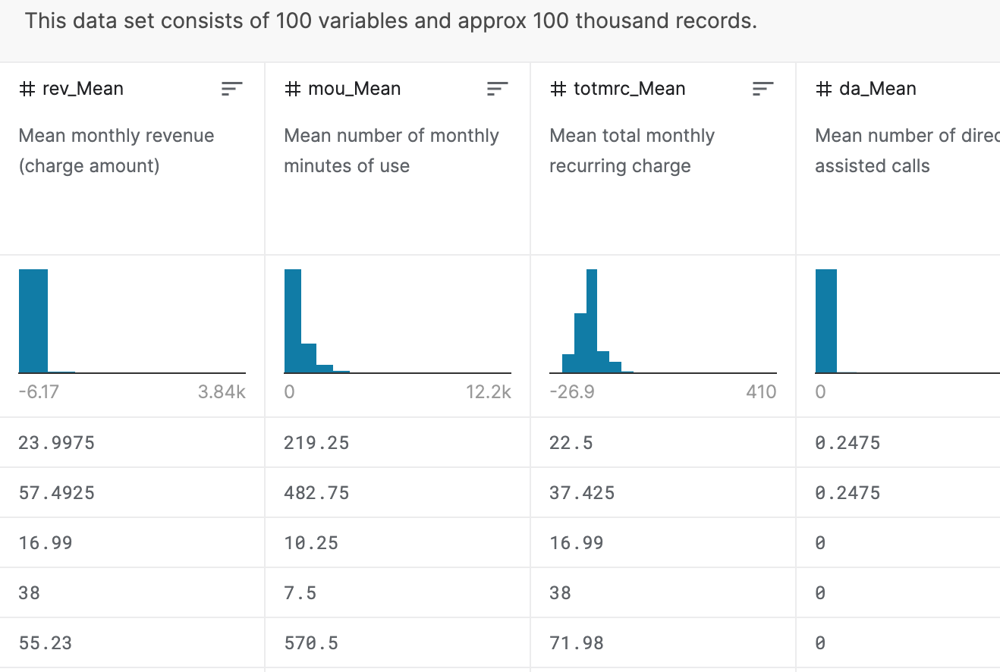 This data set consists of 100 variables and approx 100 thousand records.
# rev_Mean
# mou_Mean
# totmrc_Mean
# da_Mean
Mean monthly revenue
(charge amount)
Mean number of monthly
minutes of use
Mean total monthly
recurring charge
Mean number of direc
assisted calls
-6.17 3.84k
0 12.2k
-26.9 410
0
23.9975 219.25 22.5 0.2475
57.4925 482.75 37.425 0.2475
16.99 10.25 16.99 0
38 7.5 38 0
55.23 570.5 71.98 0